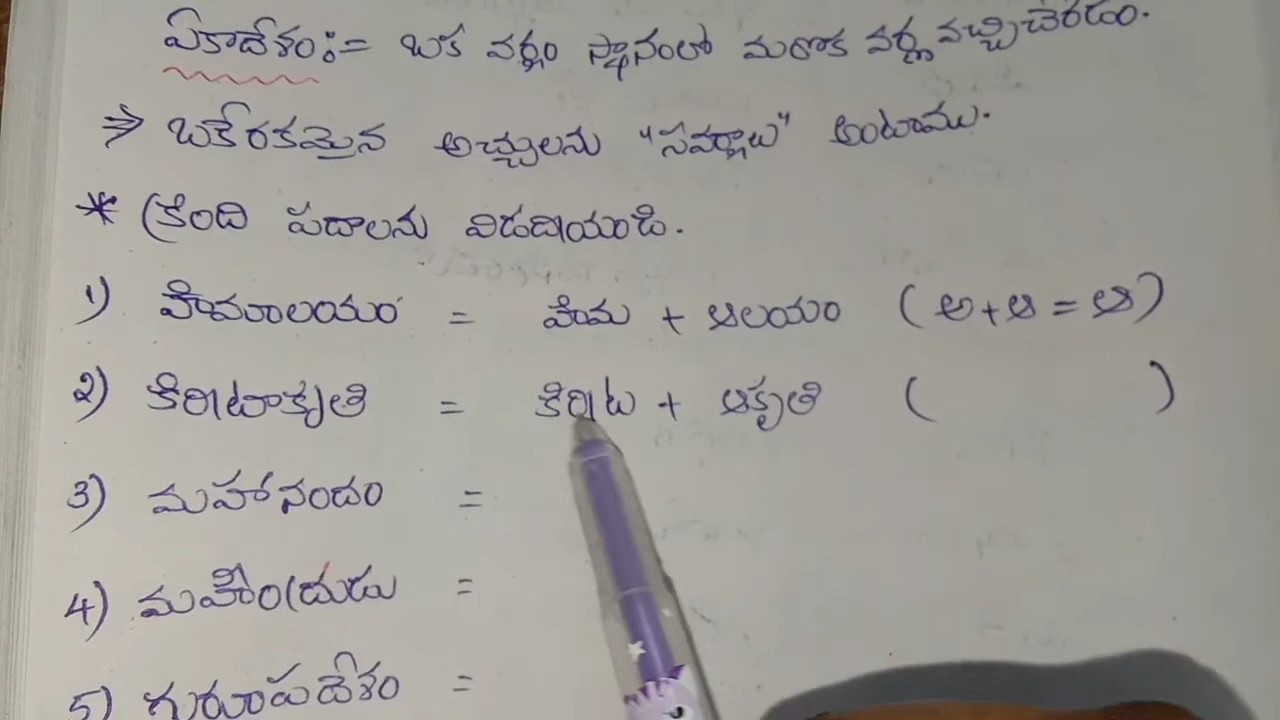 ఏకాదేశం :- ఒక వర్ణం స్థానంలో మరొక వర్ణ వచ్చిచేరడం.
⇒ ఒకేరకమైన అచ్చులను "సవర్ణాలు" అంటాము.
* క్రింది పదాలను విడదీయండి.
1) హిమాలయం = హిమ + ఆలయం ( అ+ఆ = ఆ )
2) కిరీటాకృతి = కిరీట + ఆకృతి ( )
3) మహానందం =
4) మహీంద్రుడు =
5) గురూపదేశం =